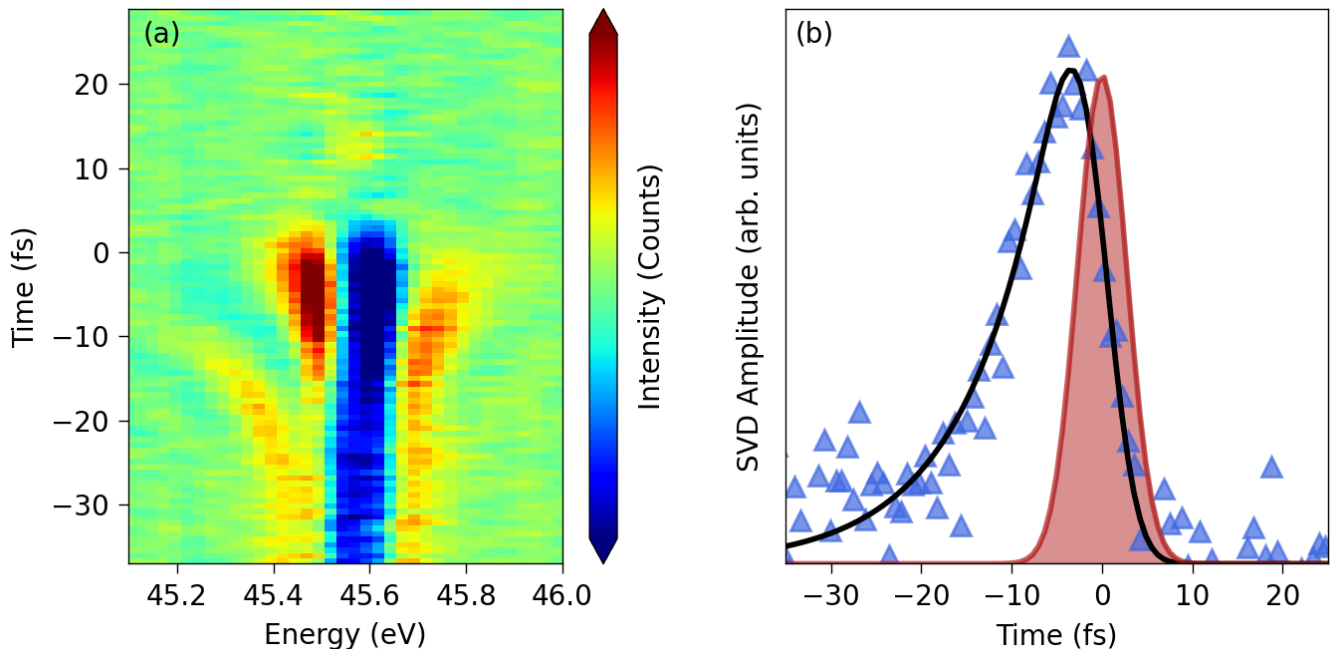 (a)
20
10
0
−10
−20
−30
Time (fs)
45.2 45.4 45.6 45.8 46.0
Energy (eV)
Intensity (Counts)
(b)
SVD Amplitude (arb. units)
−30 −20 −10 0 10 20
Time (fs)